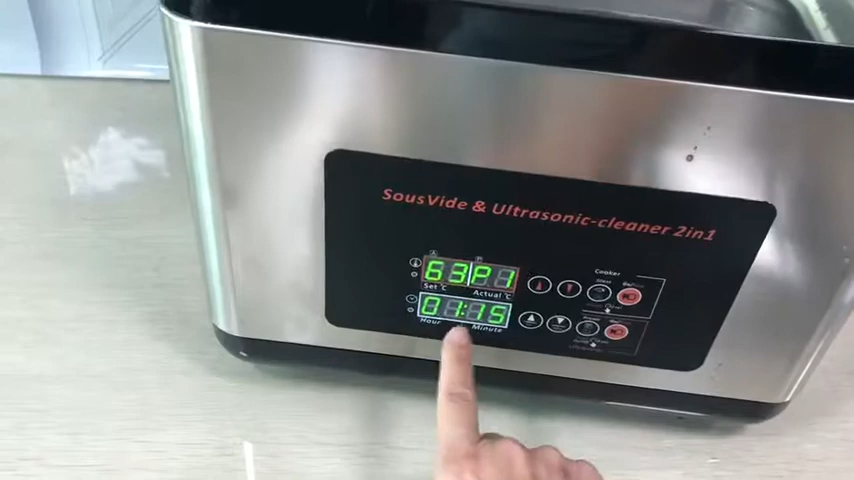 SousVide & Ultrasonic-cleaner 2in1
63P1
Set °C Actual °C
01:15
Hour Minute
Cooker